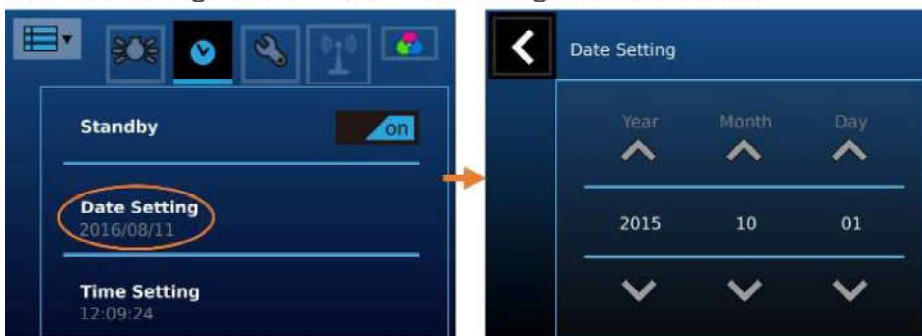 Standby
on
Date Setting
2016/08/11
Time Setting
12:09:24
Date Setting
Year Month Day
2015 10 01